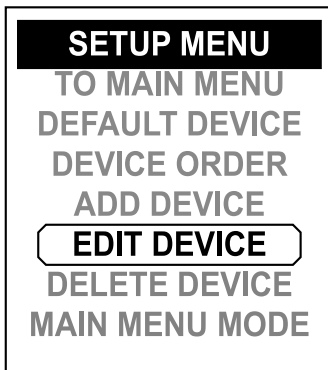 SETUP MENU
TO MAIN MENU
DEFAULT DEVICE
DEVICE ORDER
ADD DEVICE
EDIT DEVICE
DELETE DEVICE
MAIN MENU MODE